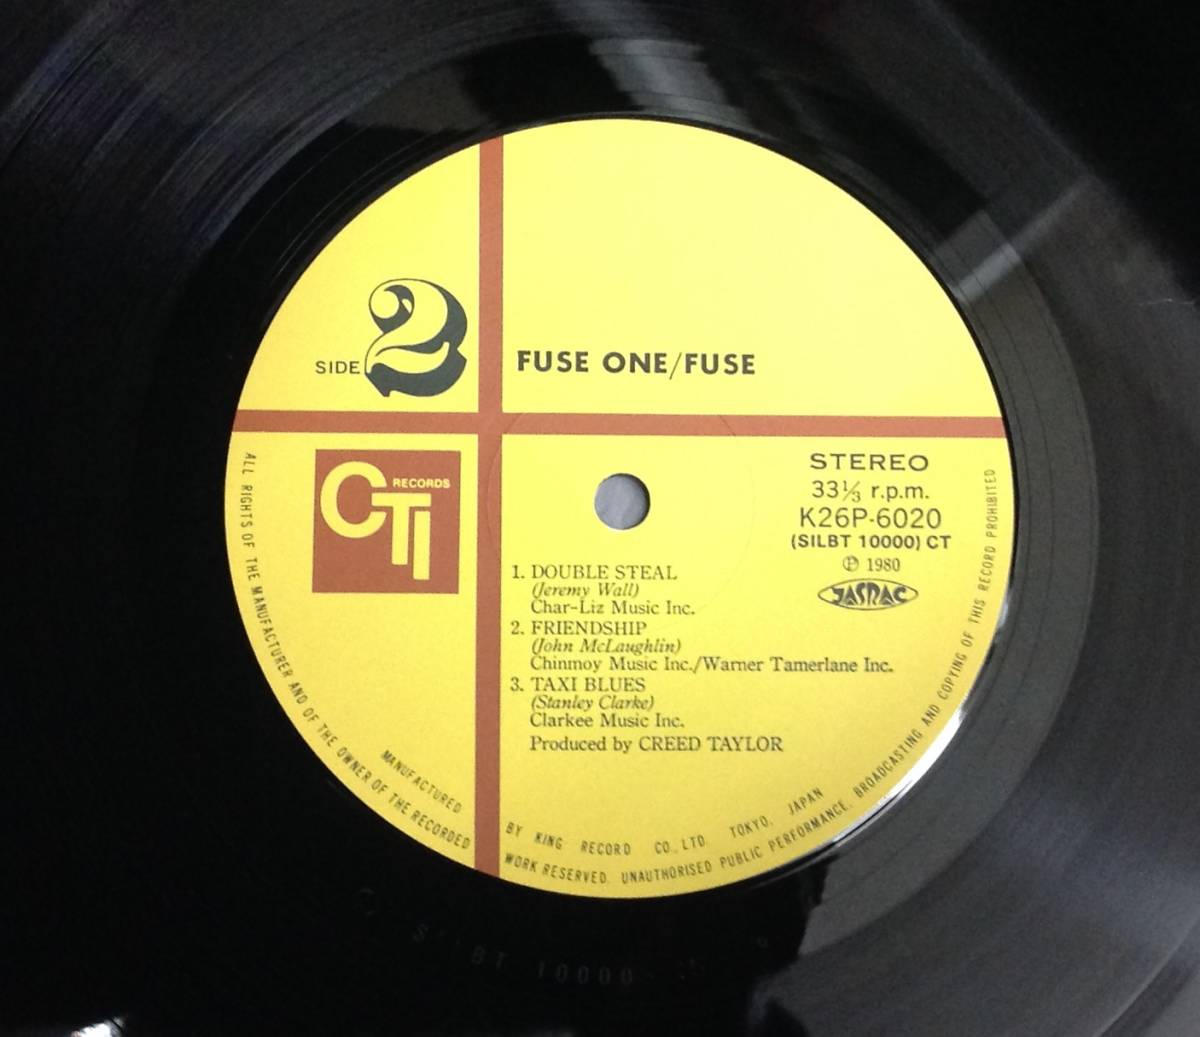 SIDE 2
FUSE ONE/FUSE
CTI RECORDS
STEREO
33⅓ r.p.m.
K26P-6020
(SILBT 10000) CT
Ⓟ 1980
JASRAC
1. DOUBLE STEAL
(Jeremy Wall)
Char-Liz Music Inc.
2. FRIENDSHIP
(John McLaughlin)
Chinmoy Music Inc./Warner Tamerlane Inc.
3. TAXI BLUES
(Stanley Clarke)
Clarkee Music Inc.
Produced by CREED TAYLOR
MANUFACTURED BY KING RECORD CO., LTD. TOKYO, JAPAN
ALL RIGHTS OF THE MANUFACTURER AND OF THE OWNER OF THE RECORDED WORK RESERVED. UNAUTHORISED PUBLIC PERFORMANCE, BROADCASTING AND COPYING OF THIS RECORD PROHIBITED
10000